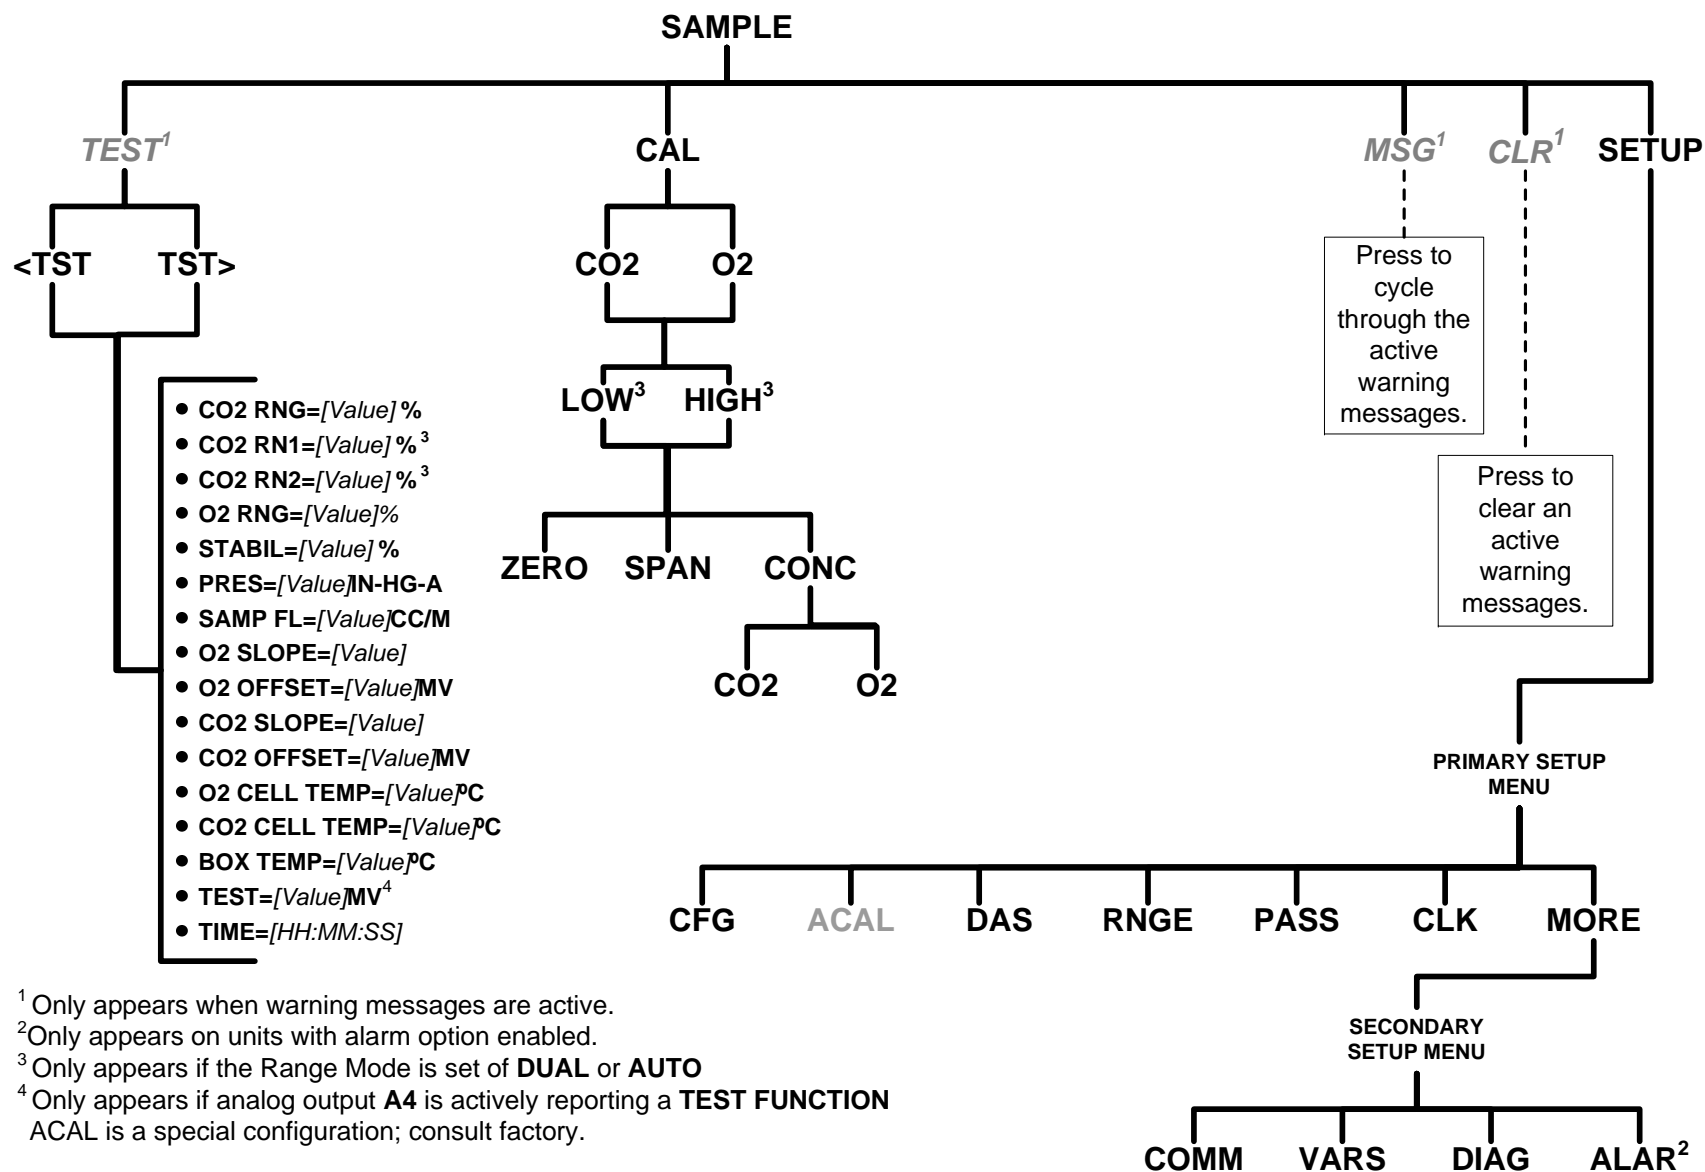 SAMPLE
TEST¹ CAL MSG¹ CLR¹ SETUP
<TST TST> CO2 O2
Press to
cycle
through the
active
warning
messages.
LOW³ HIGH³
• CO2 RNG=[Value] %
• CO2 RN1=[Value] % ³
• CO2 RN2=[Value] % ³
• O2 RNG=[Value]%
• STABIL=[Value] %
• PRES=[Value]IN-HG-A
• SAMP FL=[Value]CC/M
• O2 SLOPE=[Value]
• O2 OFFSET=[Value]MV
• CO2 SLOPE=[Value]
• CO2 OFFSET=[Value]MV
• O2 CELL TEMP=[Value]ºC
• CO2 CELL TEMP=[Value]ºC
• BOX TEMP=[Value]ºC
• TEST=[Value]MV⁴
• TIME=[HH:MM:SS]
Press to
clear an
active
warning
messages.
ZERO SPAN CONC
CO2 O2
PRIMARY SETUP
MENU
CFG ACAL DAS RNGE PASS CLK MORE
SECONDARY
SETUP MENU
COMM VARS DIAG ALAR²
¹ Only appears when warning messages are active.
²Only appears on units with alarm option enabled.
³ Only appears if the Range Mode is set of DUAL or AUTO
⁴ Only appears if analog output A4 is actively reporting a TEST FUNCTION
ACAL is a special configuration; consult factory.